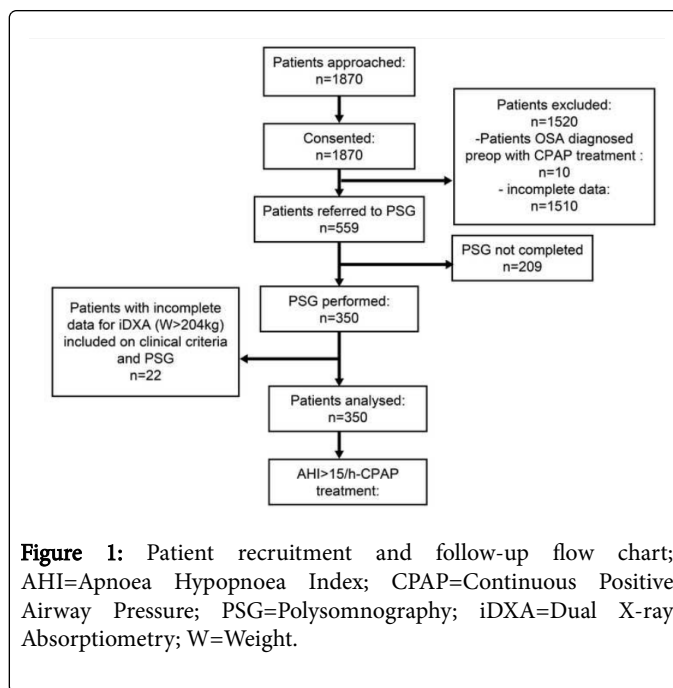 Patients approached:
n=1870
Consented:
n=1870
Patients excluded:
n=1520
-Patients OSA diagnosed
preop with CPAP treatment :
n=10
- incomplete data:
n=1510
Patients referred to PSG
n=559
PSG not completed
n=209
PSG performed:
n=350
Patients with incomplete
data for iDXA (W>204kg)
included on clinical criteria
and PSG
n=22
Patients analysed:
n=350
AHI>15/h-CPAP
treatment:
Figure 1: Patient recruitment and follow-up flow chart;
AHI=Apnoea Hypopnoea Index; CPAP=Continuous Positive
Airway Pressure; PSG=Polysomnography; iDXA=Dual X-ray
Absorptiometry; W=Weight.